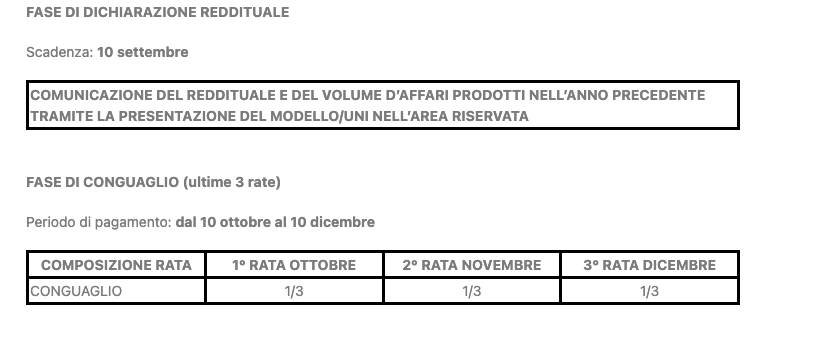 FASE DI DICHIARAZIONE REDDITUALE
Scadenza: 10 settembre
COMUNICAZIONE DEL REDDITUALE E DEL VOLUME D'AFFARI PRODOTTI NELL'ANNO PRECEDENTE
TRAMITE LA PRESENTAZIONE DEL MODELLO/UNI NELL'AREA RISERVATA
FASE DI CONGUAGLIO (ultime 3 rate)
Periodo di pagamento: dal 10 ottobre al 10 dicembre
COMPOSIZIONE RATA 1° RATA OTTOBRE 2° RATA NOVEMBRE 3° RATA DICEMBRE
CONGUAGLIO 1/3 1/3 1/3